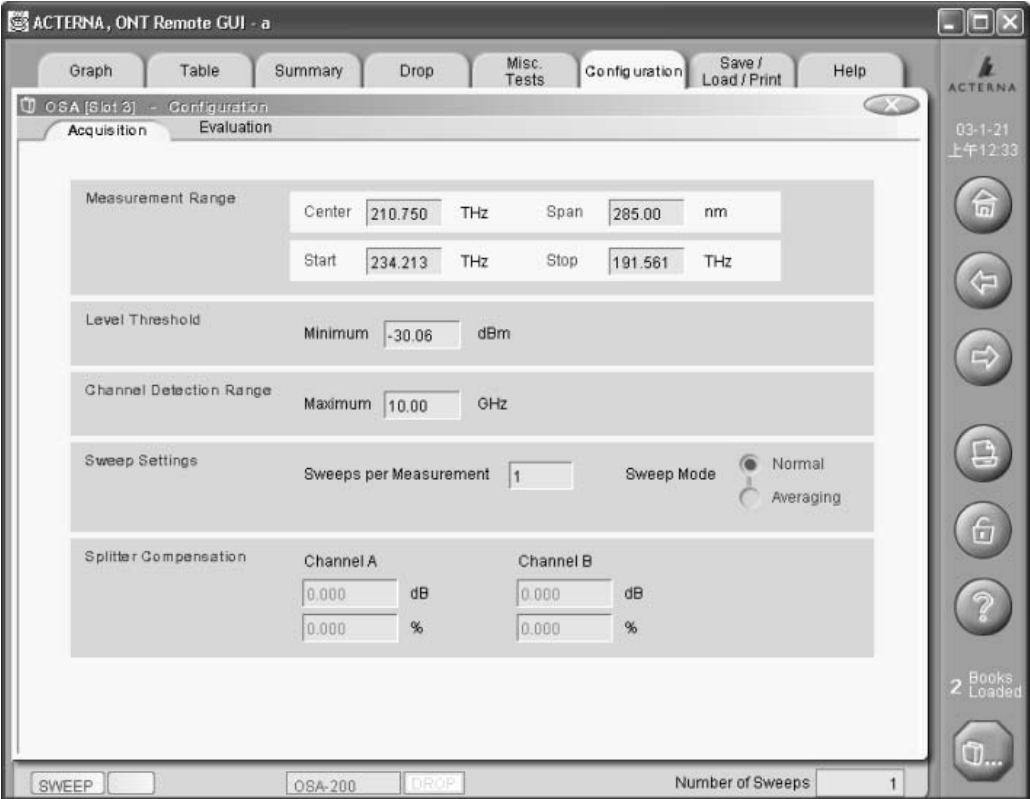 ACTERNA, ONT Remote GUI - a
Graph
Table
Summary
Drop
Misc. Tests
Configuration
Save / Load / Print
Help
ACTERNA
OSA [Slot 3] - Configuration
Acquisition
Evaluation
03-1-21
上午12:33
Measurement Range
Center 210.750 THz Span 285.00 nm
Start 234.213 THz Stop 191.561 THz
Level Threshold
Minimum -30.06 dBm
Channel Detection Range
Maximum 10.00 GHz
Sweep Settings
Sweeps per Measurement 1 Sweep Mode
Normal
Averaging
Splitter Compensation
Channel A Channel B
0.000 dB 0.000 dB
0.000 % 0.000 %
2 Books Loaded
SWEEP
OSA-200
DROP
Number of Sweeps 1